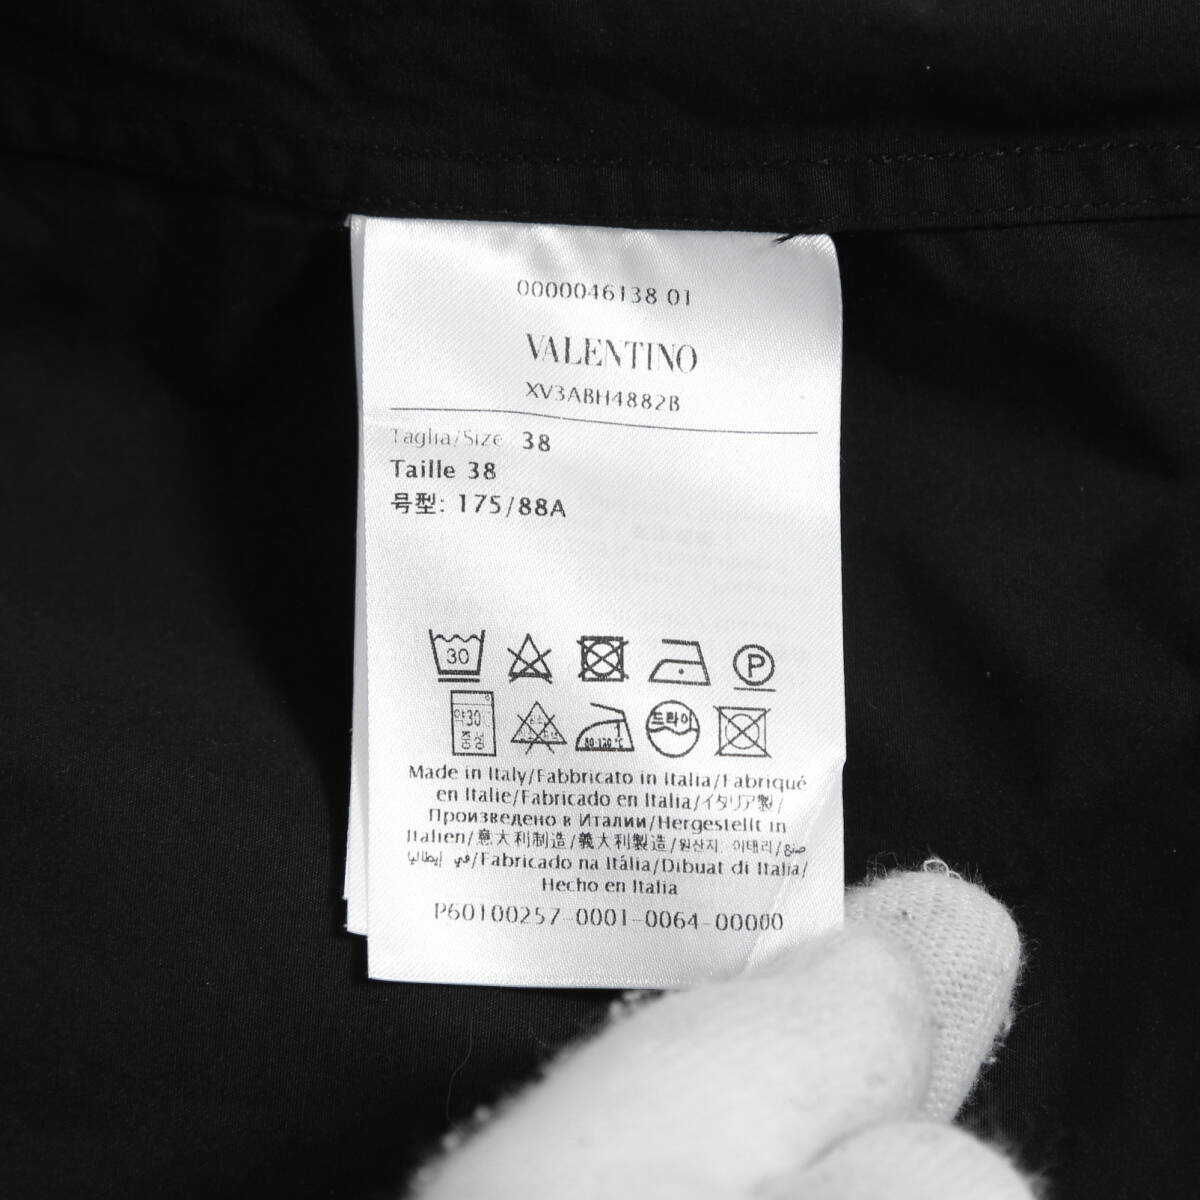 0000046138 01
VALENTINO
XV3ABH4882B
Taglia/Size 38
Taille 38
号型: 175/88A
30
P
약30
중성
80-120℃
드라이
Made in Italy/Fabbricato in Italia/Fabriqué
en Italie/Fabricado en Italia/イタリア製/
Произведено в Италии/Hergestellt in
Italien/意大利制造/義大利製造/원산지: 이태리/صنع
في إيطاليا/Fabricado na Itália/Dibuat di Italia/
Hecho en Italia
P60100257-0001-0064-00000